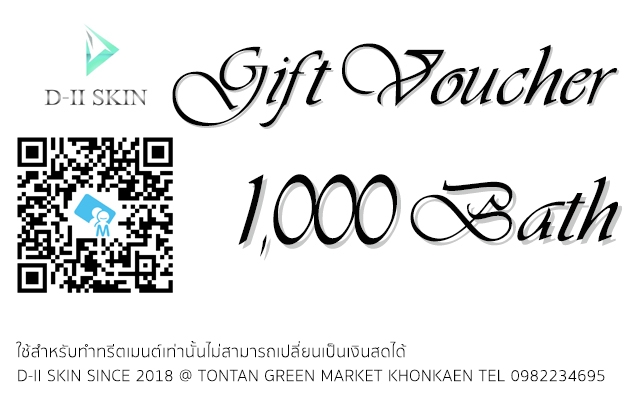 D-II SKIN
Gift Voucher
1,000 Bath
M
ใช้สำหรับทำทรีตเมนต์เท่านั้นไม่สามารถเปลี่ยนเป็นเงินสดได้
D-II SKIN SINCE 2018 @ TONTAN GREEN MARKET KHONKAEN TEL 0982234695